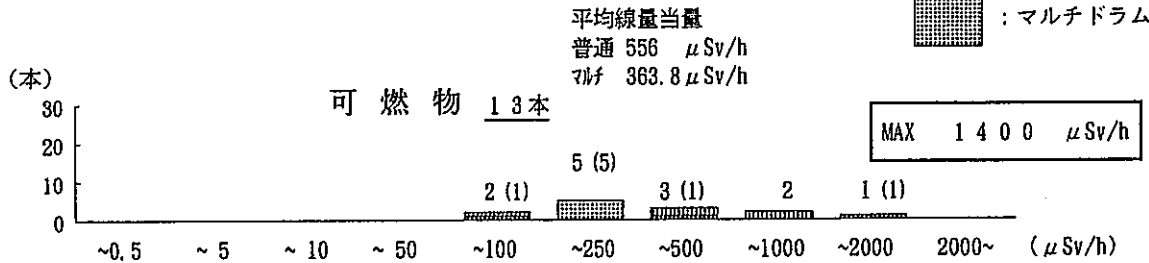 平均線量当量
普通 556 μSv/h
ﾏﾙﾁ 363.8μSv/h
：マルチドラム
(本)
可燃物 13本
MAX 1400 μSv/h
30
20
10
0
2 (1)
5 (5)
3 (1)
2
1 (1)
~0,5 ~5 ~10 ~50 ~100 ~250 ~500 ~1000 ~2000 2000~ (μSv/h)